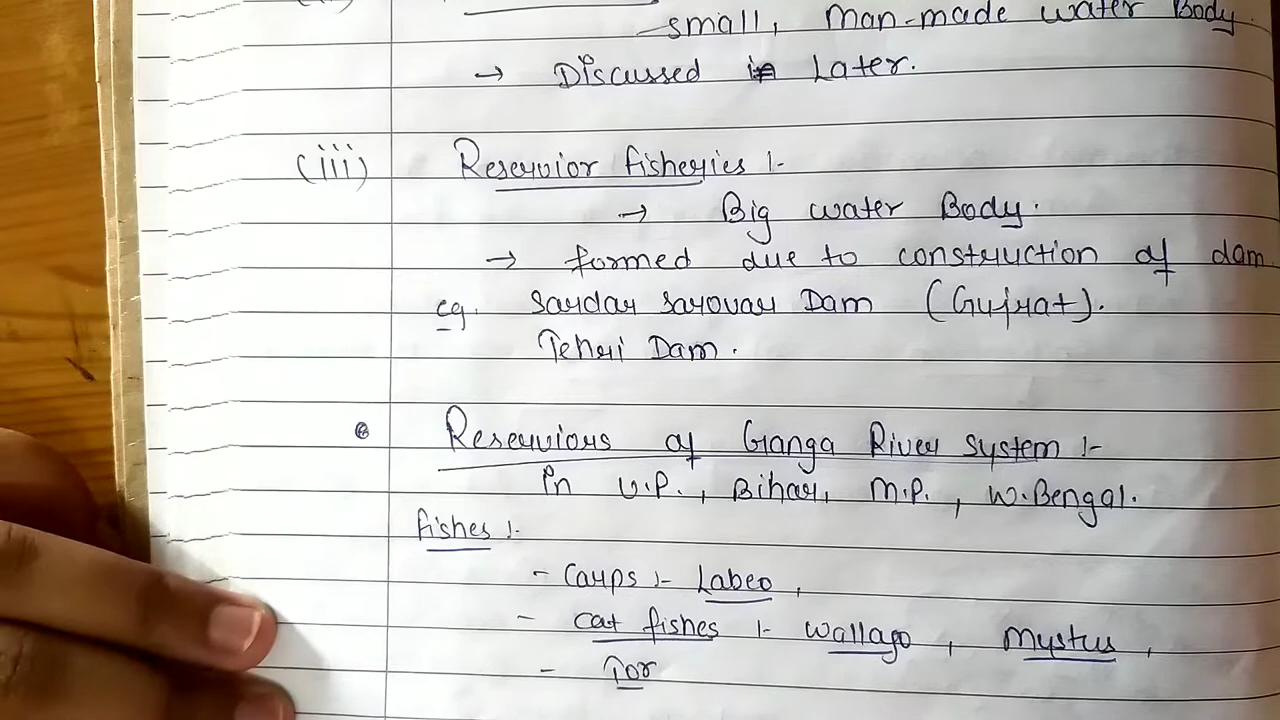 small, Man-made water Body.
→ Discussed in Later.
(iii) Reservior fisheries :-
→ Big water Body.
→ formed due to construction of dam
eg. Sardar Sarovar Dam (Gujrat).
Tehri Dam.
Reserviors of Ganga River System :-
in U.P., Bihar, M.P., W.Bengal.
fishes :-
- Carps :- Labeo,
- cat fishes :- Wallago, Mystus,
- Tor